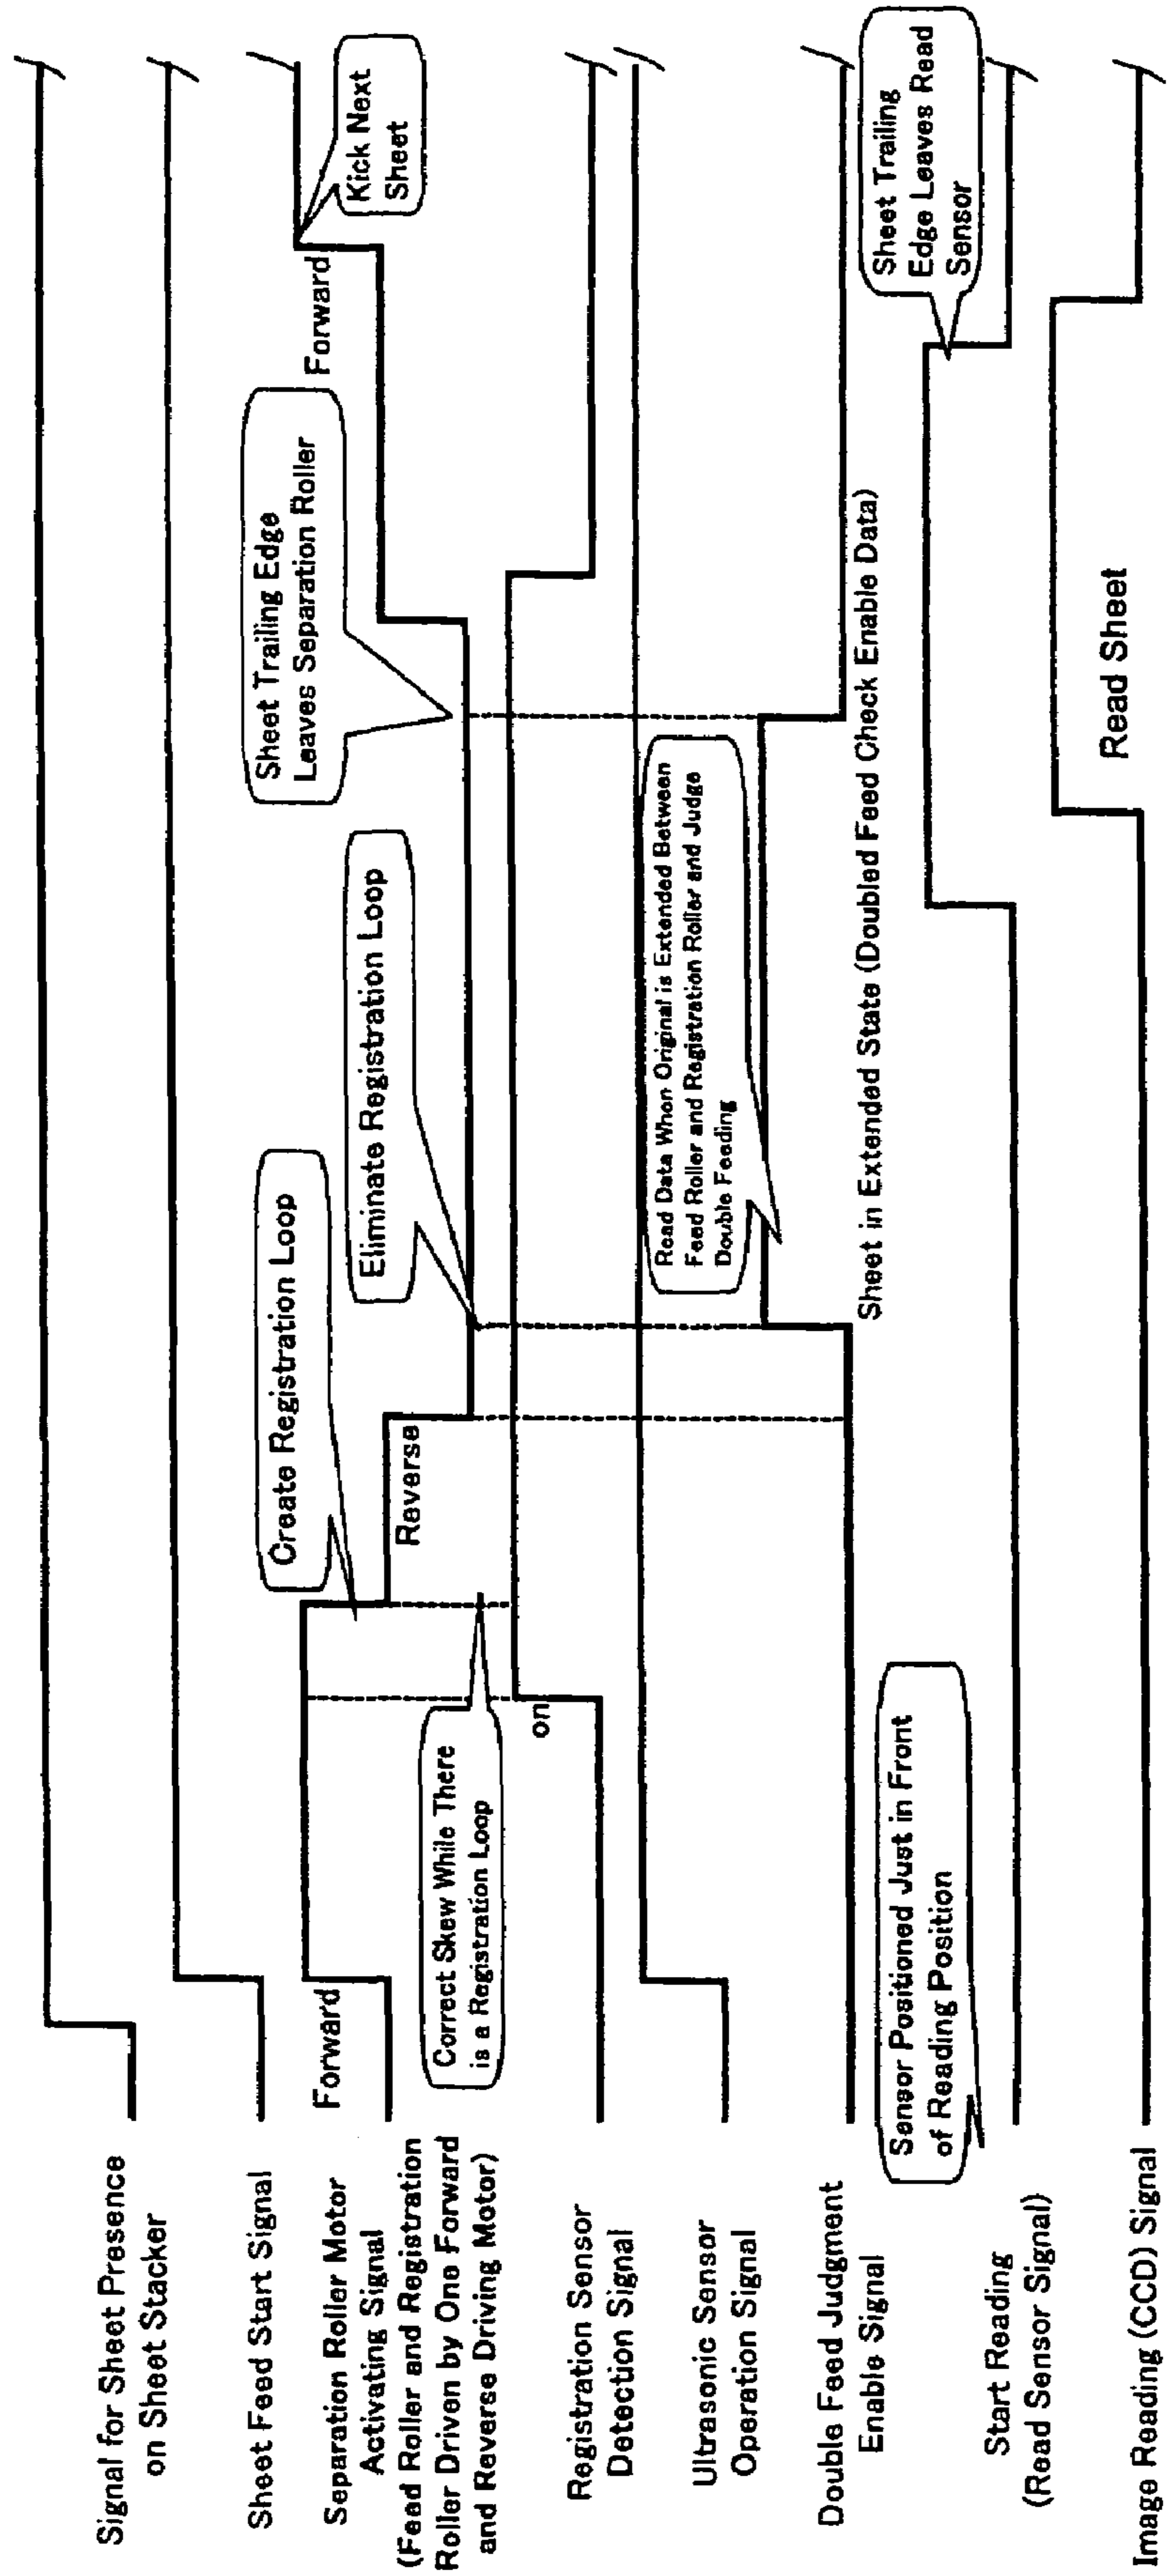 Signal for Sheet Presence
on Sheet Stacker
Sheet Feed Start Signal
Separation Roller Motor
Activating Signal
(Feed Roller and Registration
Roller Driven by One Forward
and Reverse Driving Motor)
Registration Sensor
Detection Signal
Ultrasonic Sensor
Operation Signal
Double Feed Judgment
Enable Signal
Start Reading
(Read Sensor Signal)
Image Reading (CCD) Signal
Forward
Create Registration Loop
Reverse
Eliminate Registration Loop
Sheet Trailing Edge
Leaves Separation Roller
Forward
Kick Next
Sheet
Correct Skew While There
is a Registration Loop
on
Read Data When Original is Extended Between
Feed Roller and Registration Roller and Judge
Double Feeding
Sheet in Extended State (Doubled Feed Check Enable Data)
Sensor Positioned Just in Front
of Reading Position
Sheet Trailing
Edge Leaves Read
Sensor
Read Sheet